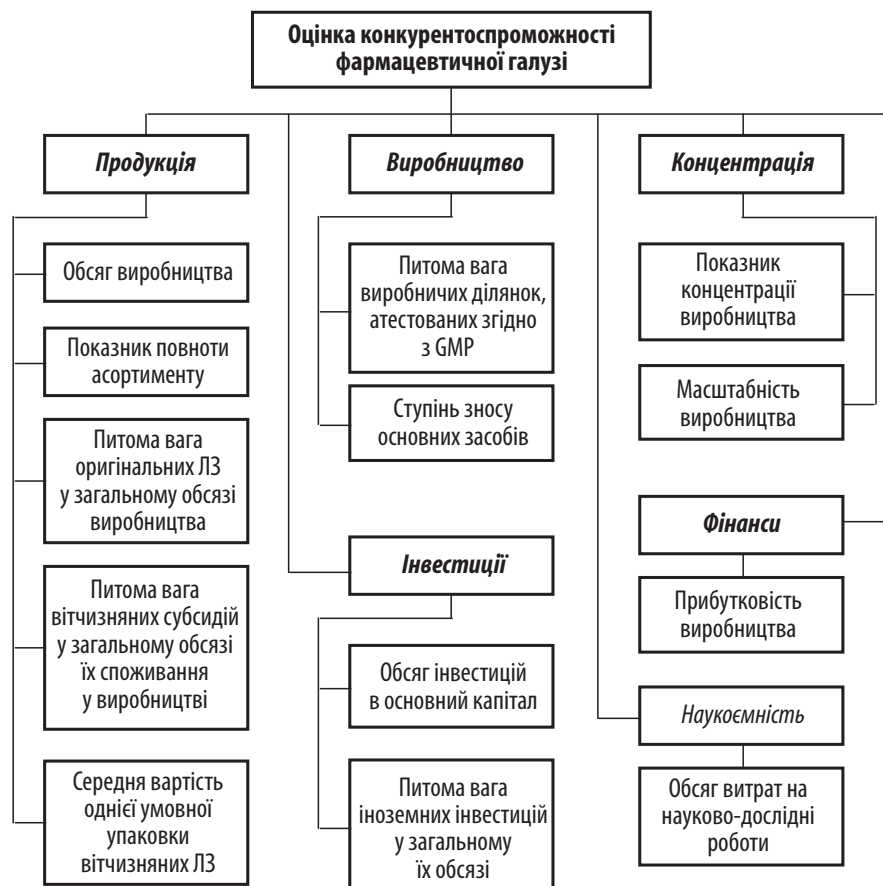 Оцінка конкурентоспроможності
фармацевтичної галузі
Продукція
Обсяг виробництва
Показник повноти
асортименту
Питома вага
оригінальних ЛЗ
у загальному обсязі
виробництва
Питома вага
вітчизняних субсидій
у загальному обсязі
їх споживання
у виробництві
Середня вартість
однієї умовної
упаковки
вітчизняних ЛЗ
Виробництво
Питома вага
виробничих ділянок,
атестованих згідно
з GMP
Ступінь зносу
основних засобів
Інвестиції
Обсяг інвестицій
в основний капітал
Питома вага
іноземних інвестицій
у загальному
їх обсязі
Концентрація
Показник
концентрації
виробництва
Масштабність
виробництва
Фінанси
Прибутковість
виробництва
Наукоємність
Обсяг витрат на
науково-дослідні
роботи